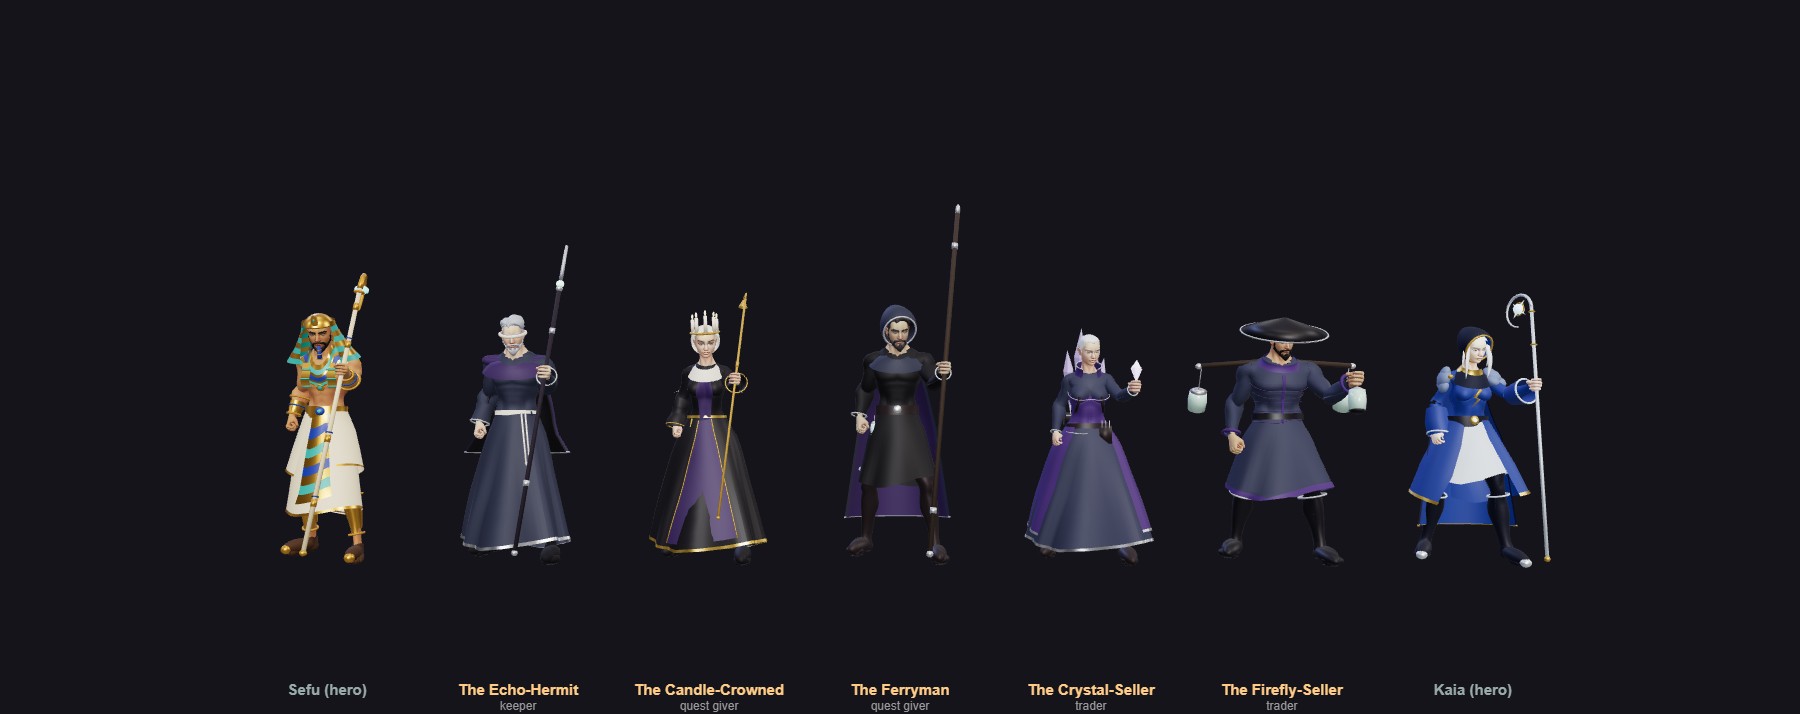 Sefu (hero)
The Echo-Hermit
keeper
The Candle-Crowned
quest giver
The Ferryman
quest giver
The Crystal-Seller
trader
The Firefly-Seller
trader
Kaia (hero)